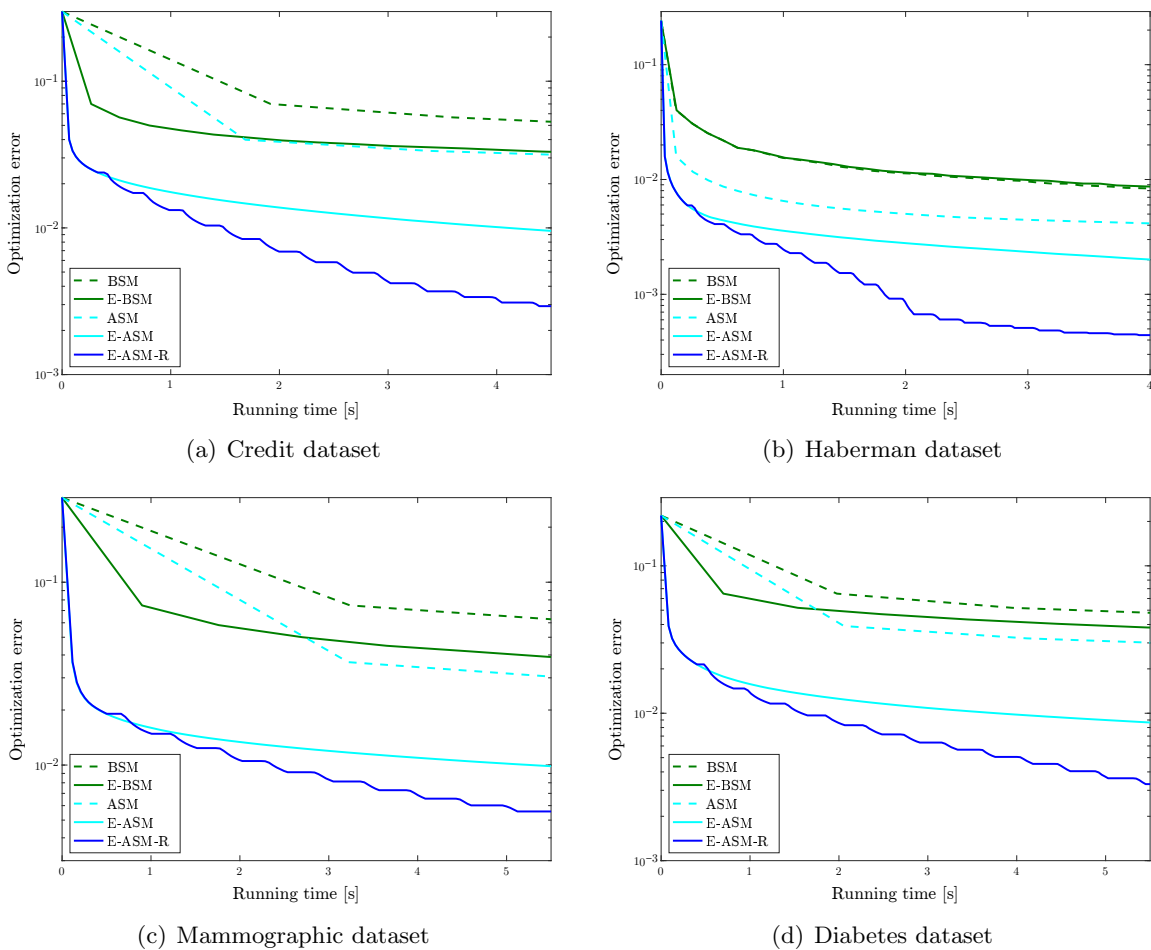 Optimization error
10^{-1}
10^{-2}
10^{-3}
BSM
E-BSM
ASM
E-ASM
E-ASM-R
0 1 2 3 4
Running time [s]
(a) Credit dataset
Optimization error
10^{-1}
10^{-2}
10^{-3}
BSM
E-BSM
ASM
E-ASM
E-ASM-R
0 1 2 3 4
Running time [s]
(b) Haberman dataset
Optimization error
10^{-1}
10^{-2}
BSM
E-BSM
ASM
E-ASM
E-ASM-R
0 1 2 3 4 5
Running time [s]
(c) Mammographic dataset
Optimization error
10^{-1}
10^{-2}
10^{-3}
BSM
E-BSM
ASM
E-ASM
E-ASM-R
0 1 2 3 4 5
Running time [s]
(d) Diabetes dataset